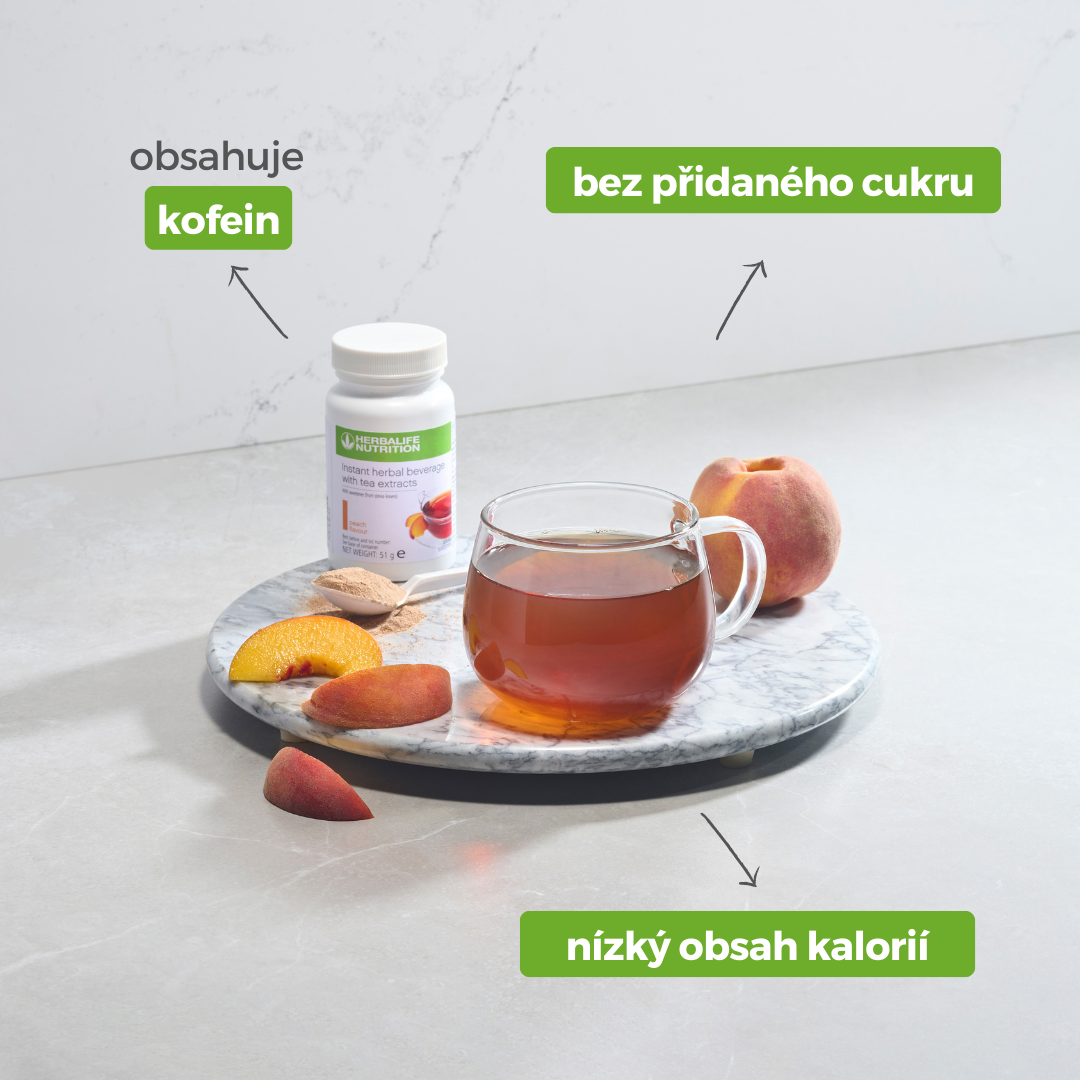 obsahuje
kofein
bez přidaného cukru
HERBALIFE
NUTRITION
instant herbal beverage
with tea extracts
peach
flavour
NET WEIGHT: 51 g e
nízký obsah kalorií